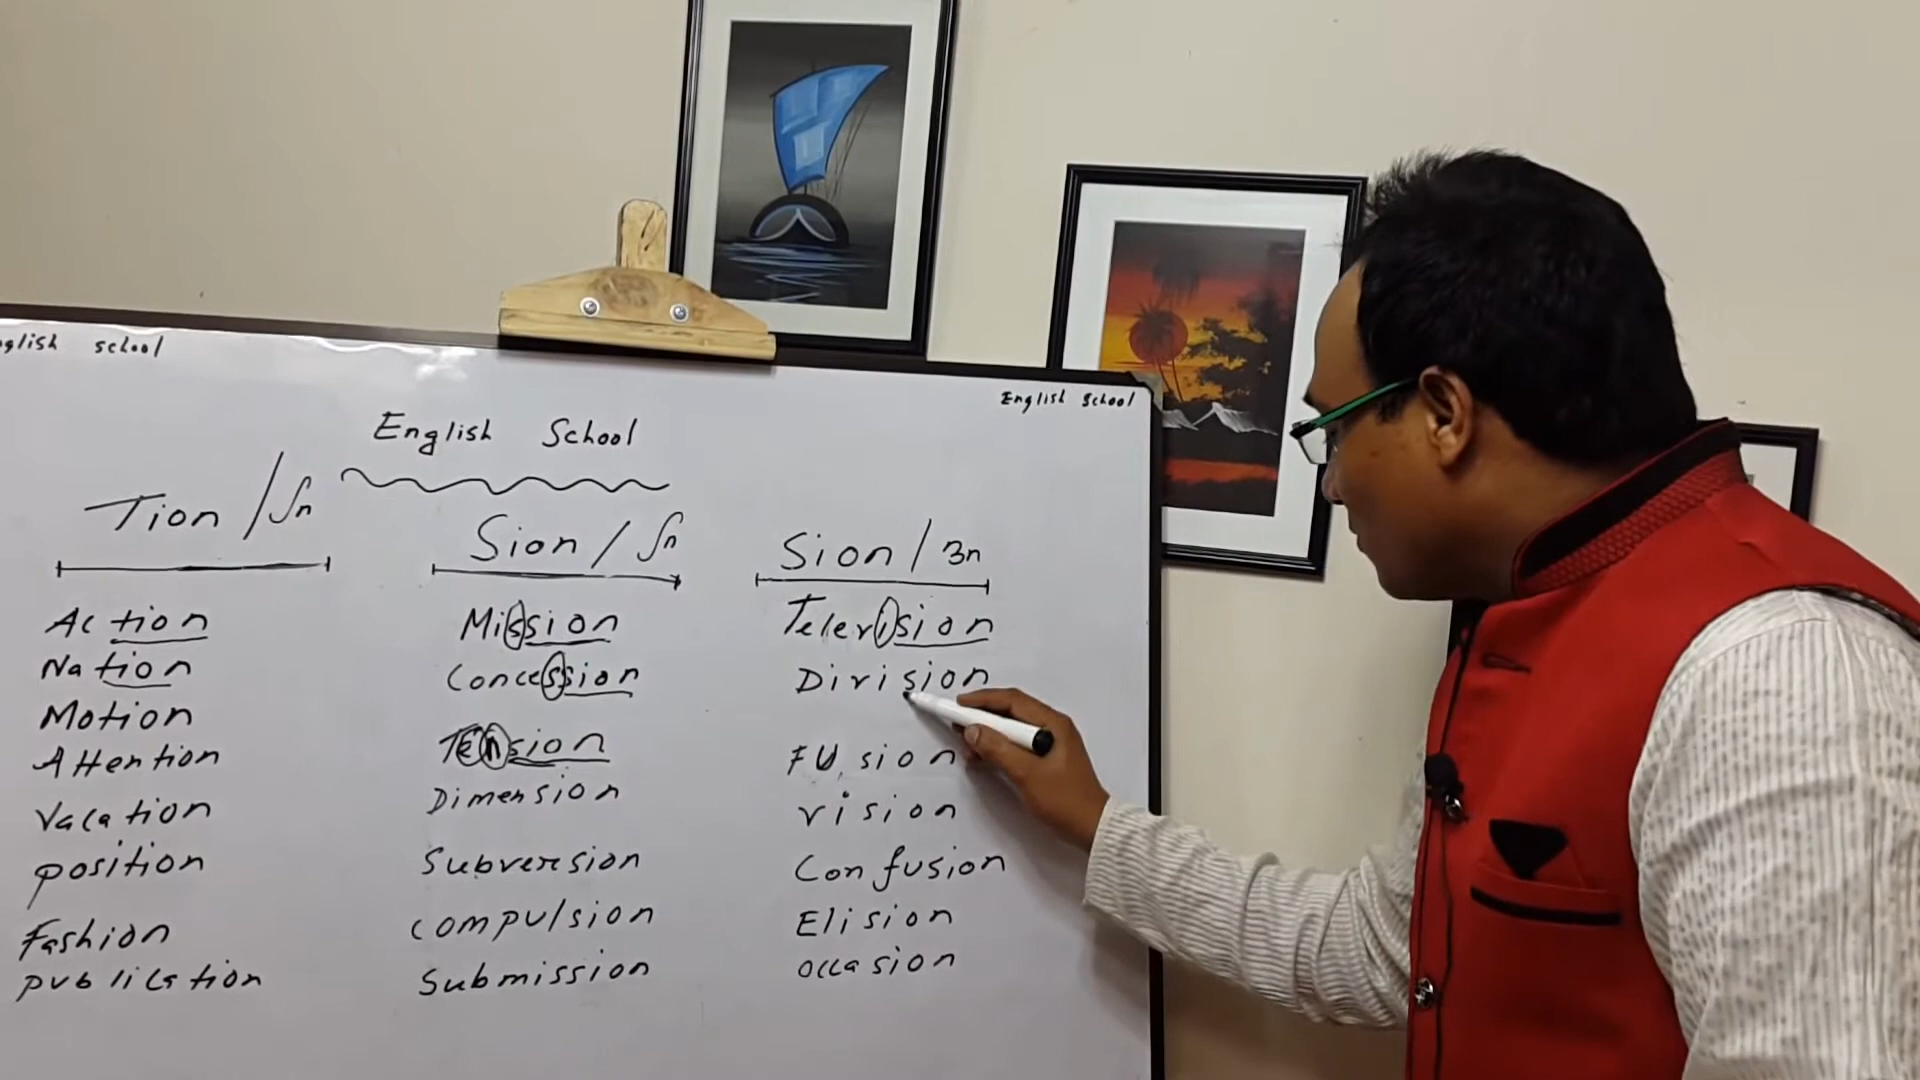 English school
English School
English School
Tion / ʃn
Action
Nation
Motion
Attention
Vacation
position
Fashion
publication
Sion / ʃn
Mission
Concession
Tension
Dimension
Subversion
compulsion
Submission
Sion / 3n
Television
Division
FUsion
vision
Confusion
Elision
occasion